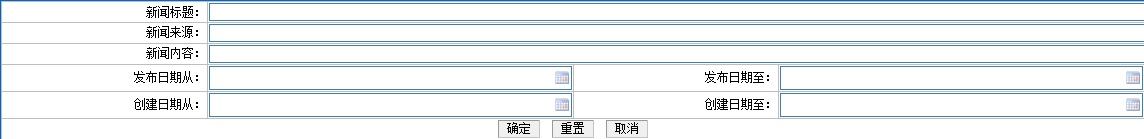 新闻标题：
新闻来源：
新闻内容：
发布日期从： 发布日期至：
创建日期从： 创建日期至：
确定 重置 取消